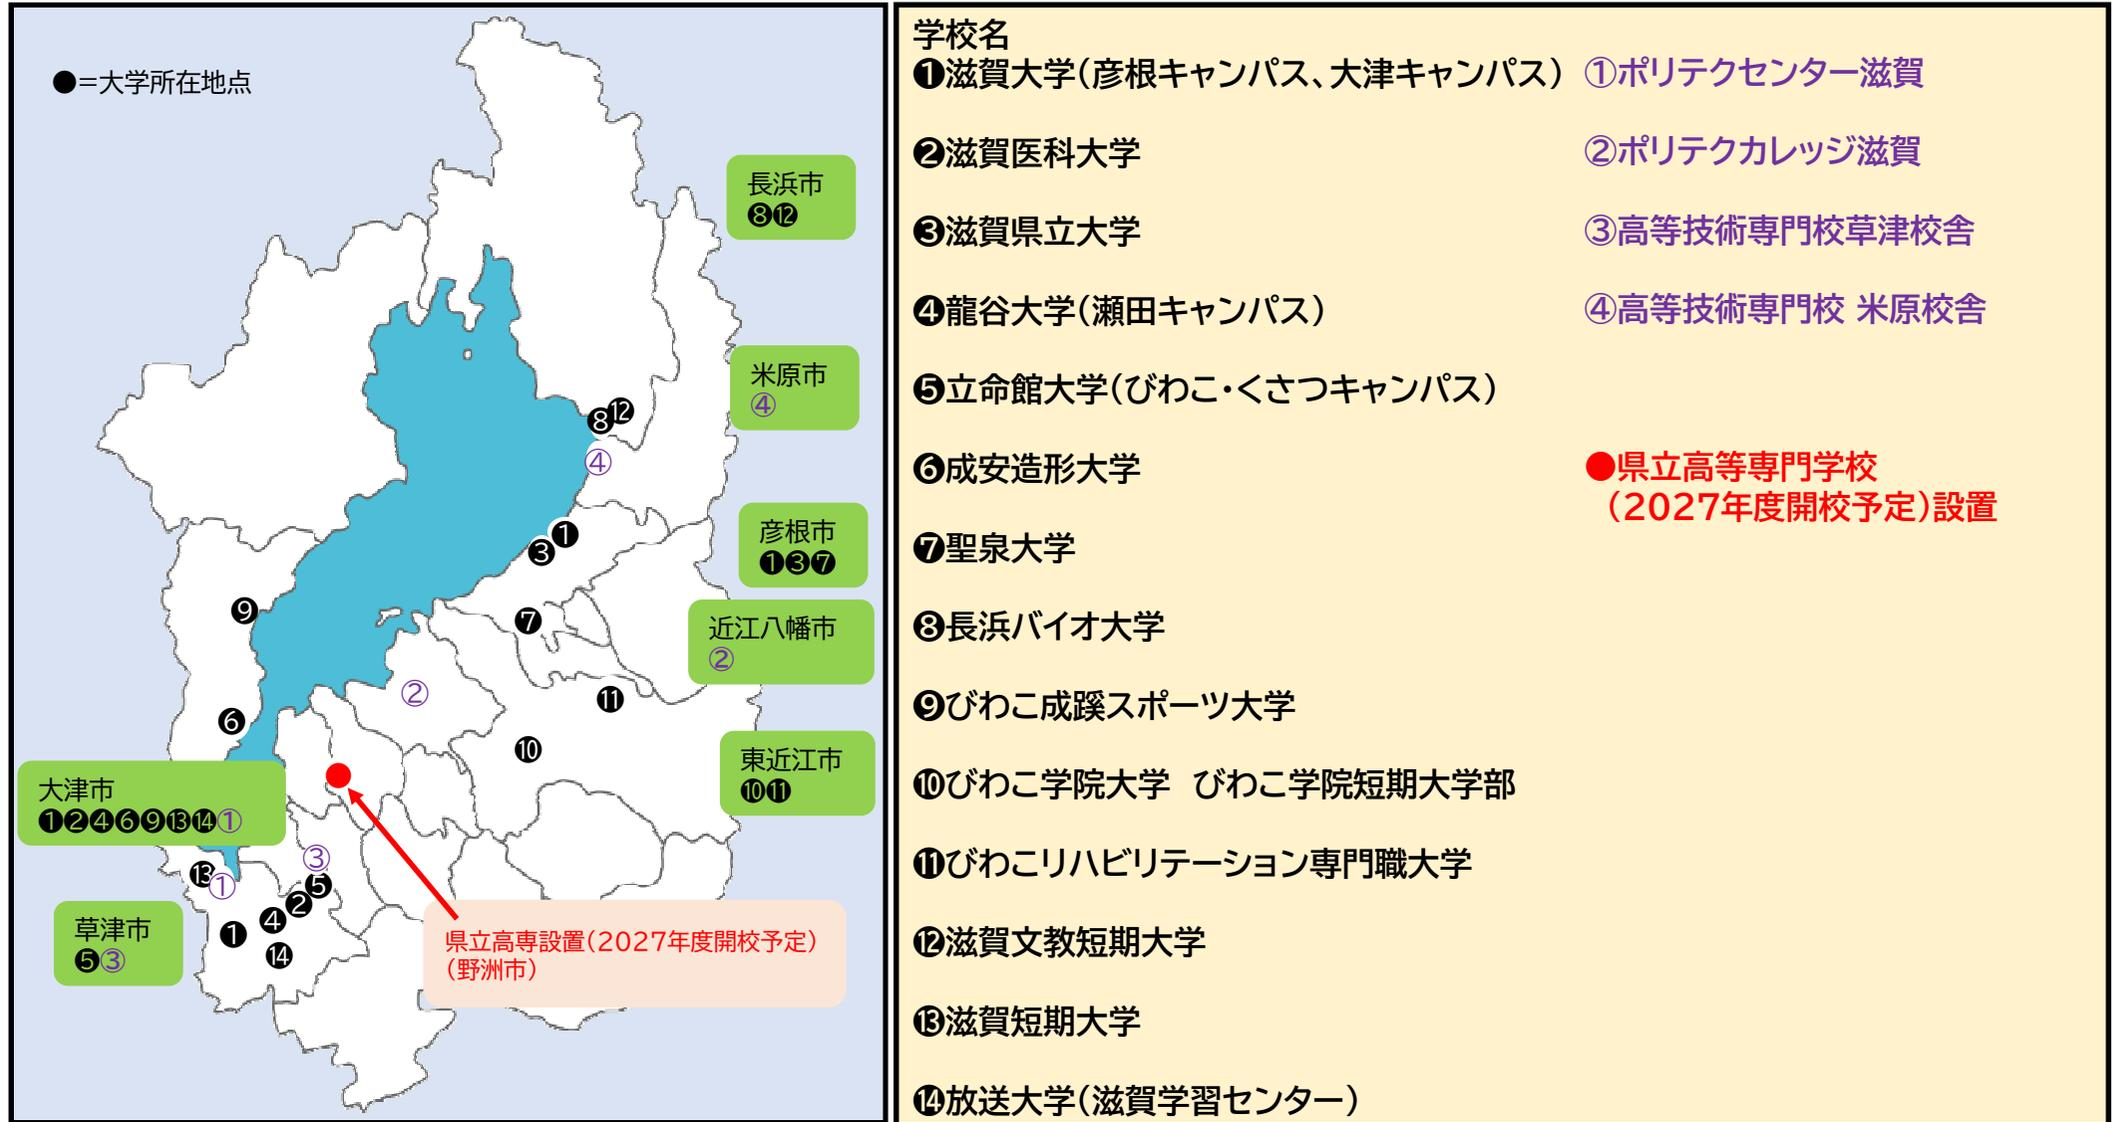 ●=大学所在地点
長浜市
❽⓬
米原市
④
彦根市
❶❸❼
近江八幡市
②
東近江市
❿⓫
大津市
❶❷❹❻❾⓭⓮①
草津市
❺③
県立高専設置(2027年度開校予定)
(野洲市)
❽⓬
④
❶
❸
❾
❼
②
⓫
❻
❿
③
⓭
①
❺
❷
❹
❶
⓮
学校名
❶滋賀大学(彦根キャンパス、大津キャンパス)
❷滋賀医科大学
❸滋賀県立大学
❹龍谷大学(瀬田キャンパス)
❺立命館大学(びわこ・くさつキャンパス)
❻成安造形大学
❼聖泉大学
❽長浜バイオ大学
❾びわこ成蹊スポーツ大学
❿びわこ学院大学 びわこ学院短期大学部
⓫びわこリハビリテーション専門職大学
⓬滋賀文教短期大学
⓭滋賀短期大学
⓮放送大学(滋賀学習センター)
①ポリテクセンター滋賀
②ポリテクカレッジ滋賀
③高等技術専門校草津校舎
④高等技術専門校 米原校舎
●県立高等専門学校
(2027年度開校予定)設置